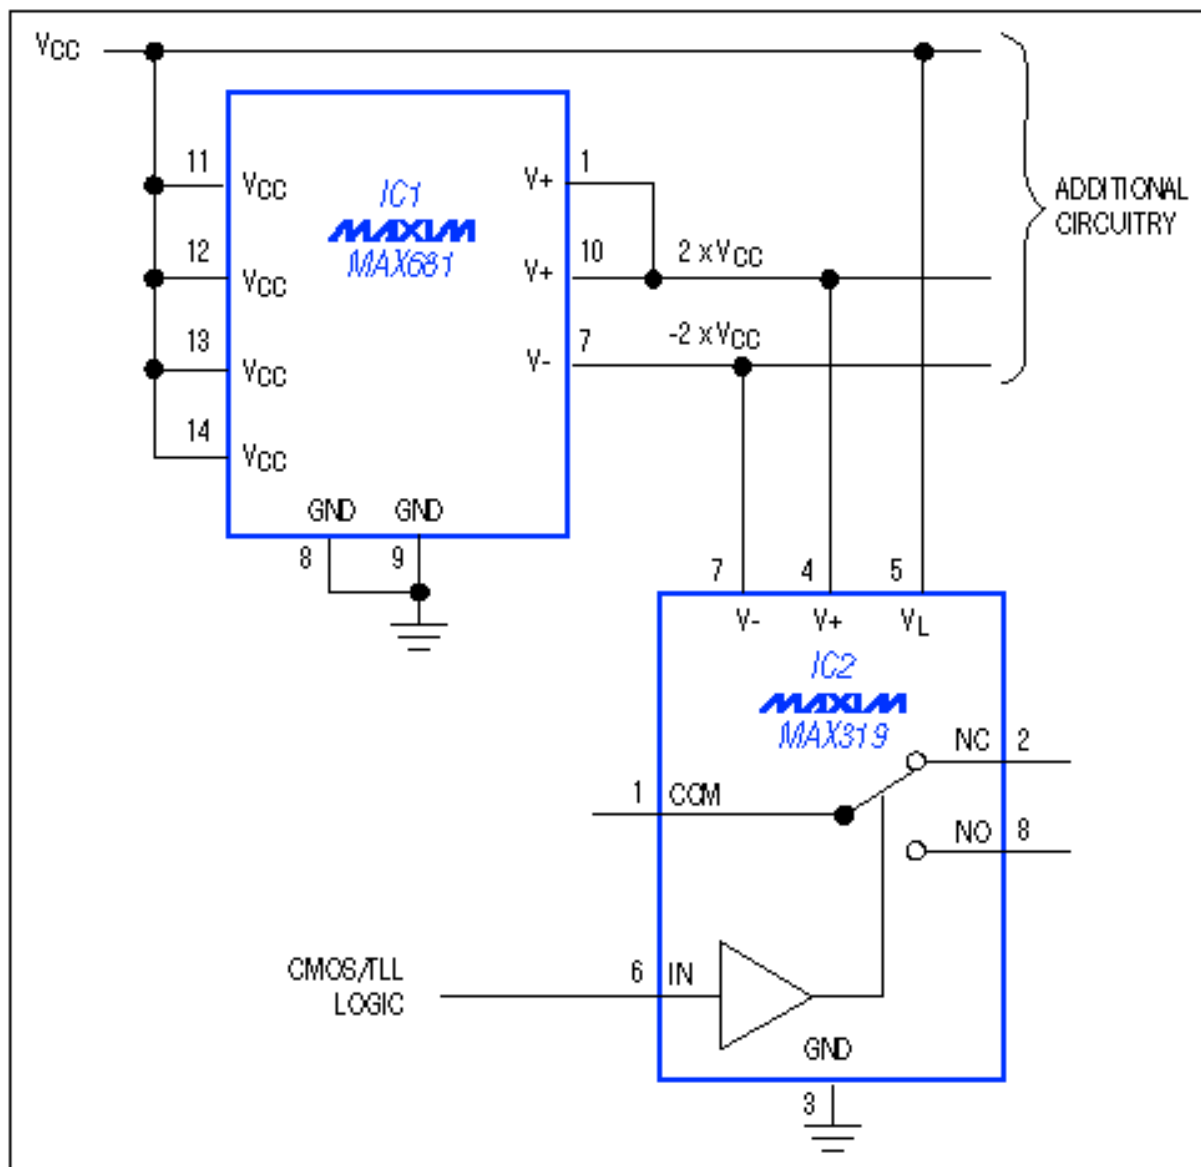 VCC
11
VCC
12
VCC
13
VCC
14
VCC
IC1
MAXIM
MAX681
V+
1
V+
10
V-
7
2 x VCC
-2 x VCC
GND
GND
8
9
ADDITIONAL
CIRCUITRY
7
4
5
V-
V+
VL
IC2
MAXIM
MAX319
NC
2
1
COM
NO
8
CMOS/TLL
LOGIC
6
IN
GND
3